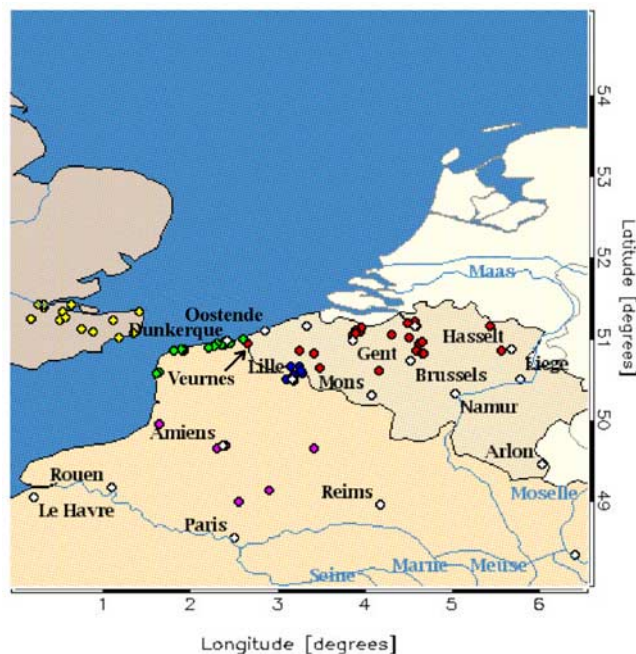 54
53
52
51
50
49
Latitude [degrees]
Maas
Oostende
Dunkerque
Hasselt
Gent
Liege
Veurnes
Lille
Mons
Brussels
Namur
Amiens
Arlon
Rouen
Reims
Moselle
Le Havre
Paris
Marne
Meuse
Seine
1 2 3 4 5 6
Longitude [degrees]